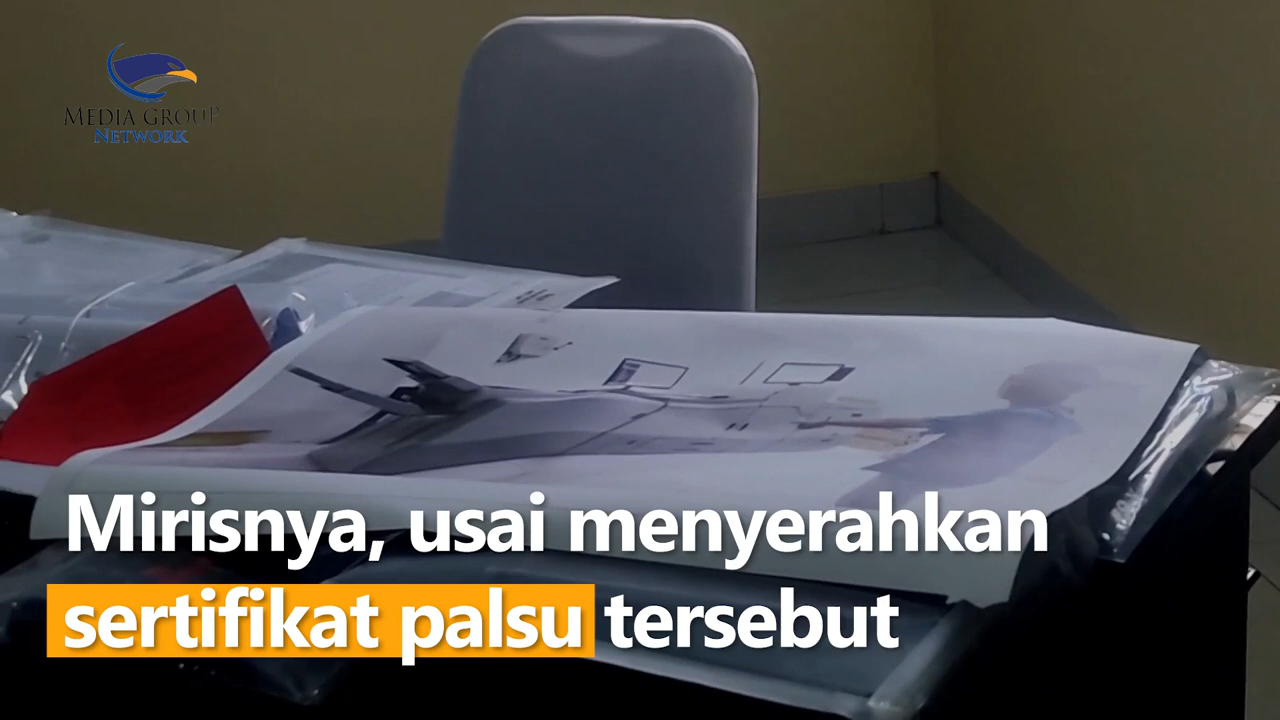 MEDIA GROUP
NETWORK
Mirisnya, usai menyerahkan
sertifikat palsu tersebut